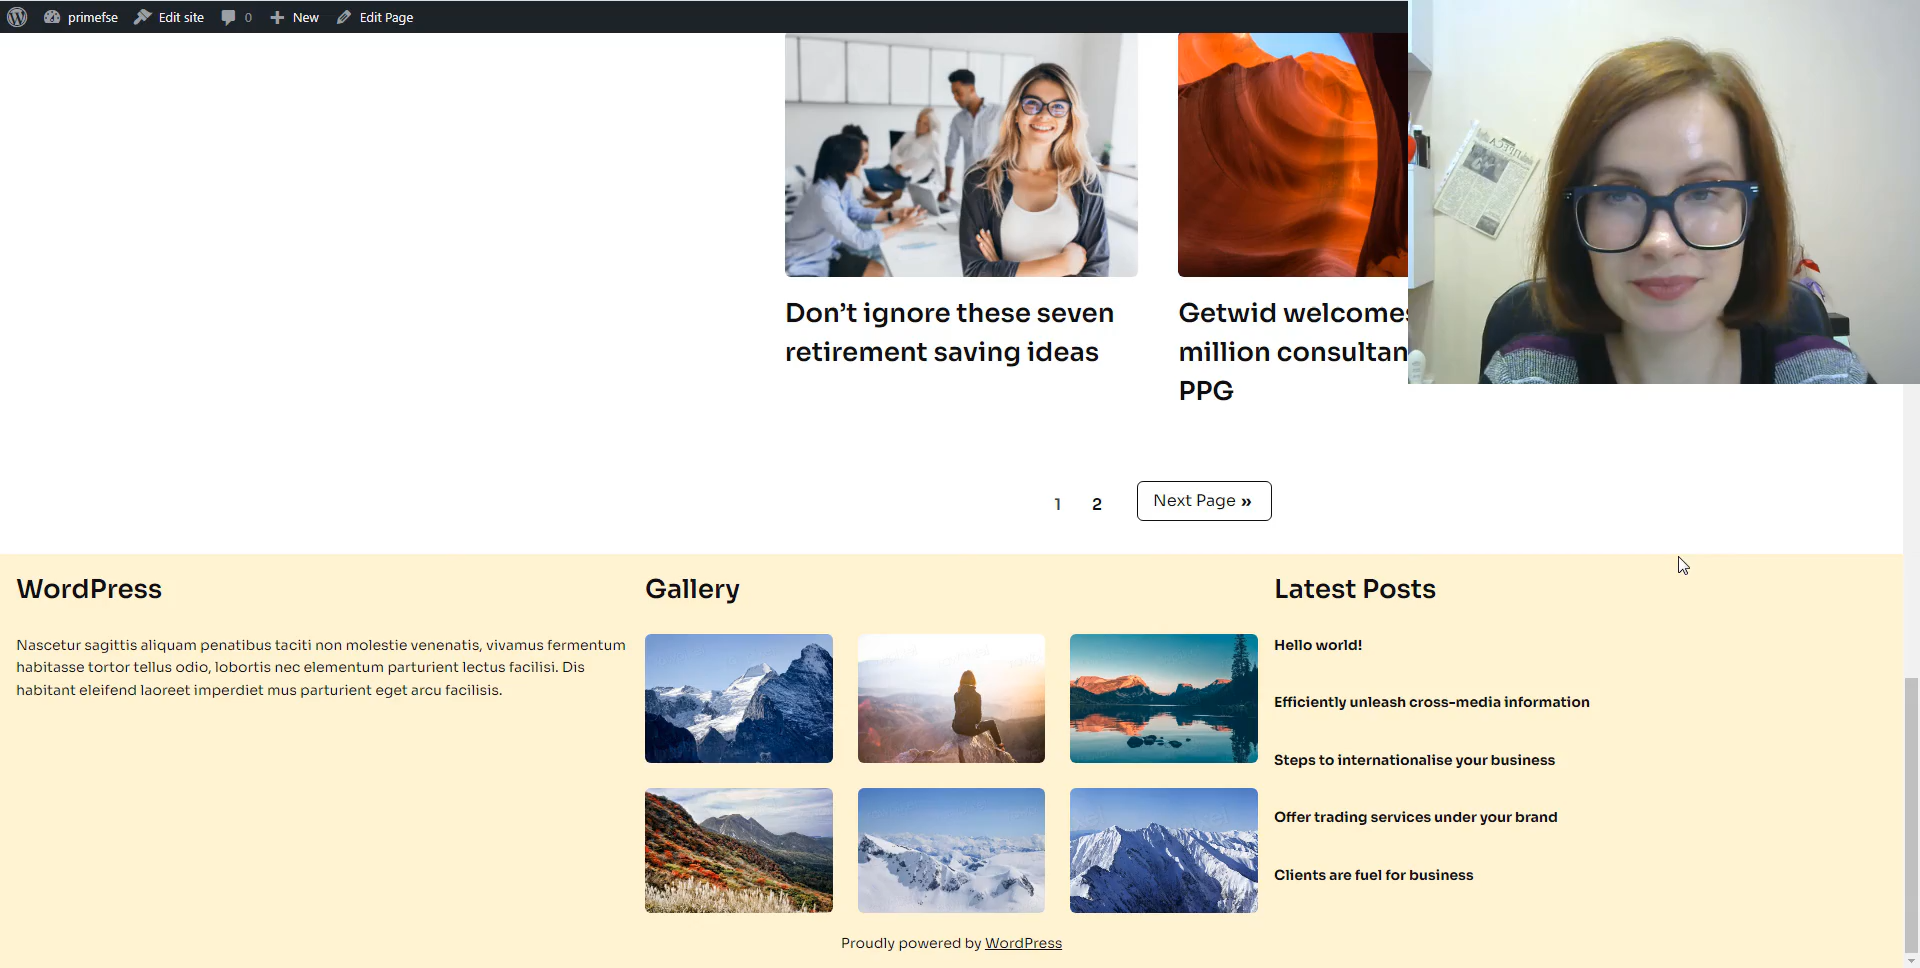 primefse Edit site 0 New Edit Page
Don’t ignore these seven
retirement saving ideas
Getwid welcomes
million consultan
PPG
1 2 Next Page »
WordPress
Nascetur sagittis aliquam penatibus taciti non molestie venenatis, vivamus fermentum
habitasse tortor tellus odio, lobortis nec elementum parturient lectus facilisi. Dis
habitant eleifend laoreet imperdiet mus parturient eget arcu facilisis.
Gallery
Latest Posts
Hello world!
Efficiently unleash cross-media information
Steps to internationalise your business
Offer trading services under your brand
Clients are fuel for business
Proudly powered by WordPress